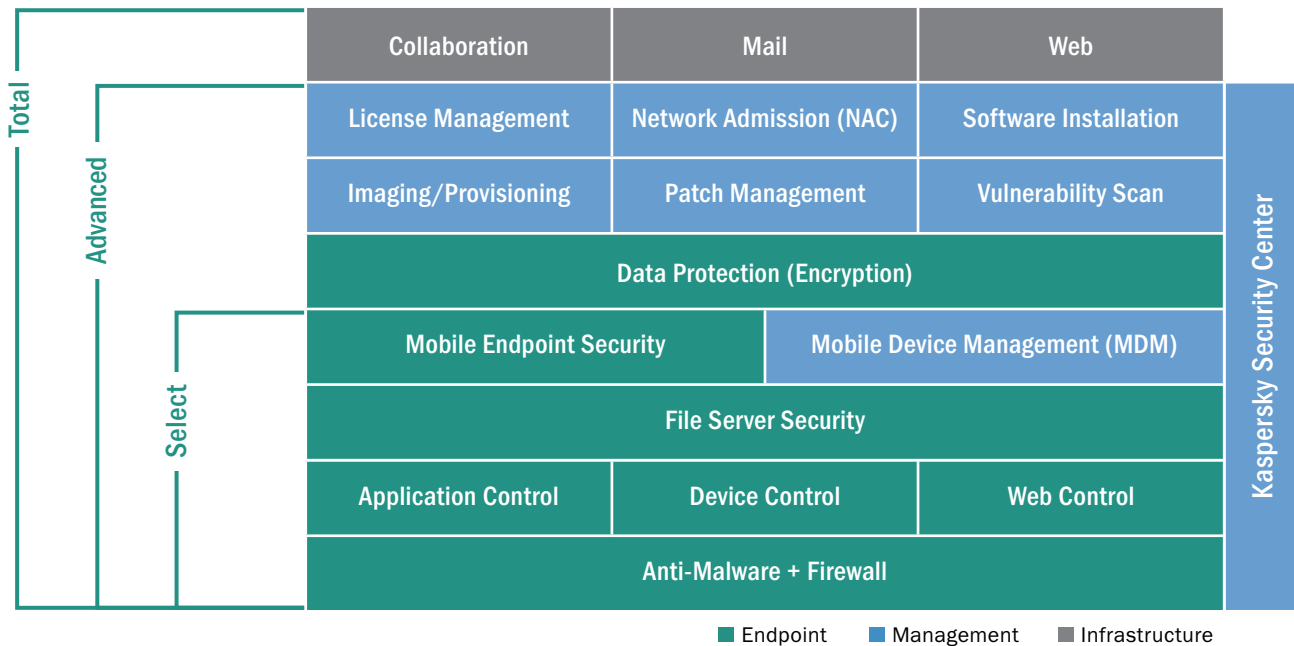 Total
Advanced
Select
Collaboration
Mail
Web
License Management
Network Admission (NAC)
Software Installation
Imaging/Provisioning
Patch Management
Vulnerability Scan
Data Protection (Encryption)
Mobile Endpoint Security
Mobile Device Management (MDM)
File Server Security
Application Control
Device Control
Web Control
Anti-Malware + Firewall
Kaspersky Security Center
Endpoint
Management
Infrastructure